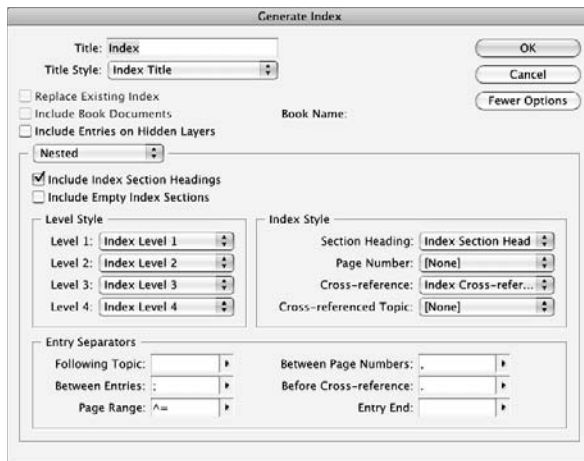 Generate Index
Title: Index
Title Style: Index Title
OK
Cancel
Fewer Options
Replace Existing Index
Include Book Documents
Book Name:
Include Entries on Hidden Layers
Nested
Include Index Section Headings
Include Empty Index Sections
Level Style
Level 1: Index Level 1
Level 2: Index Level 2
Level 3: Index Level 3
Level 4: Index Level 4
Index Style
Section Heading: Index Section Head
Page Number: [None]
Cross-reference: Index Cross-refer...
Cross-referenced Topic: [None]
Entry Separators
Following Topic:
Between Entries: ;
Page Range: ^=
Between Page Numbers: ,
Before Cross-reference: .
Entry End: